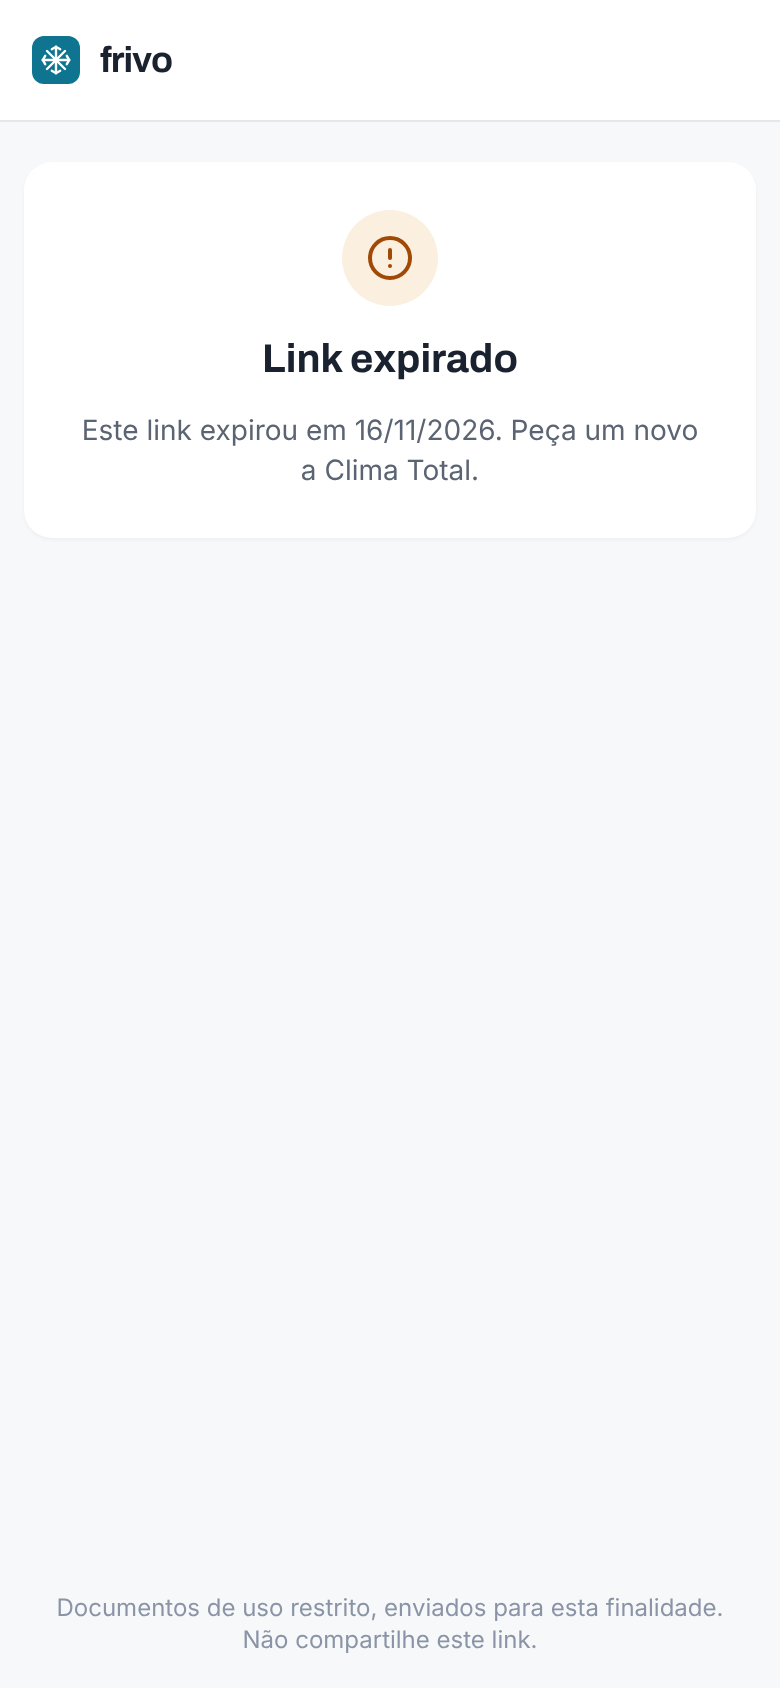 frivo
Link expirado
Este link expirou em 16/11/2026. Peça um novo
a Clima Total.
Documentos de uso restrito, enviados para esta finalidade.
Não compartilhe este link.